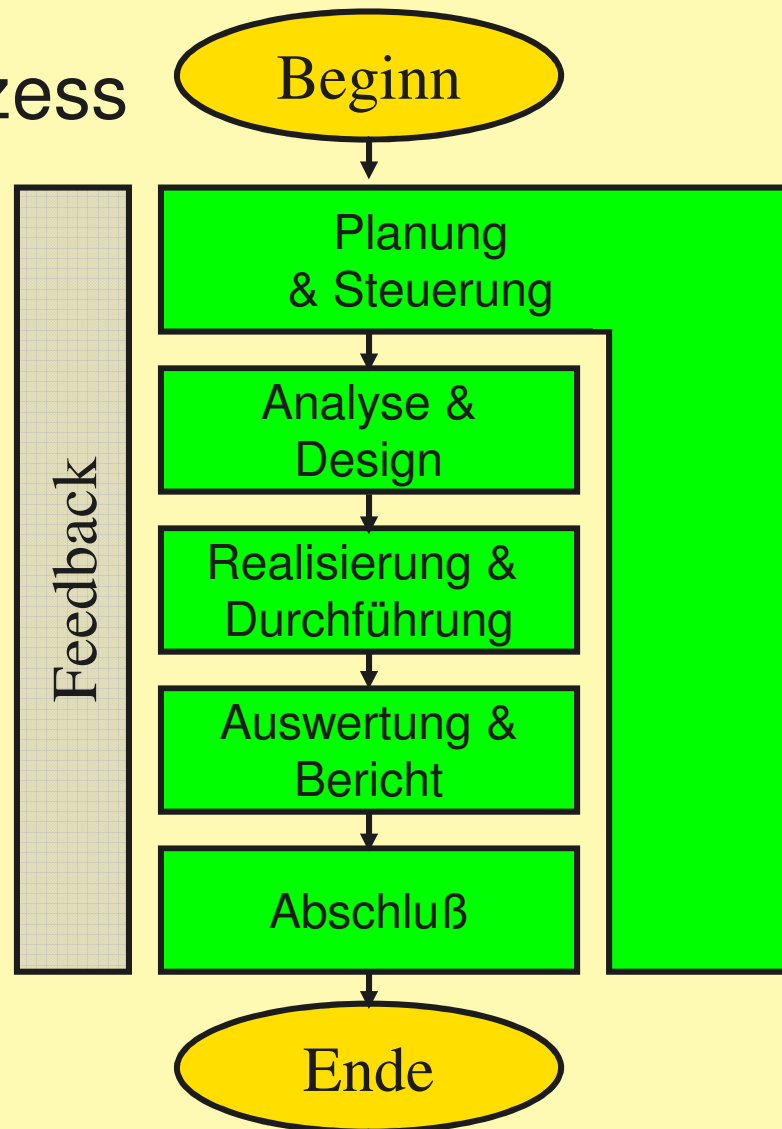 zess
Beginn
Planung
& Steuerung
Feedback
Analyse &
Design
Realisierung &
Durchführung
Auswertung &
Bericht
Abschluß
Ende